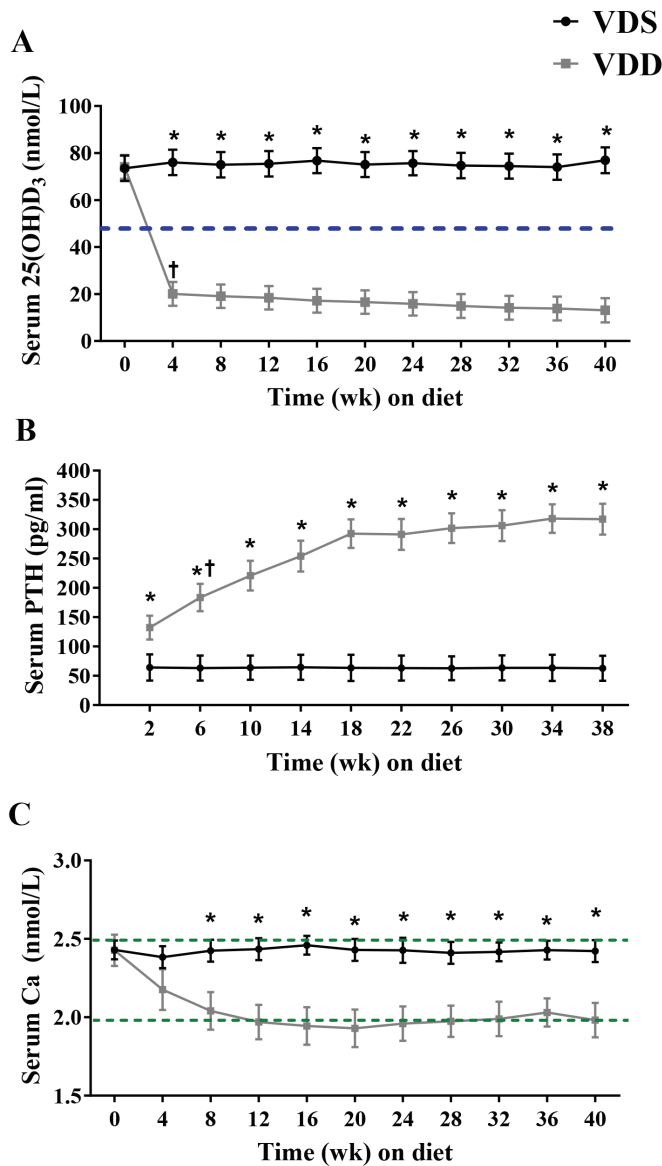 VDS
VDD
A
Serum 25(OH)D3 (nmol/L)
100
80
60
40
20
0
* * * * * * * * * *
†
0 4 8 12 16 20 24 28 32 36 40
Time (wk) on diet
B
Serum PTH (pg/ml)
400
350
300
250
200
150
100
50
0
* *† * * * * * * * *
2 6 10 14 18 22 26 30 34 38
Time (wk) on diet
C
Serum Ca (nmol/L)
3.0
2.5
2.0
1.5
* * * * * * * * *
0 4 8 12 16 20 24 28 32 36 40
Time (wk) on diet